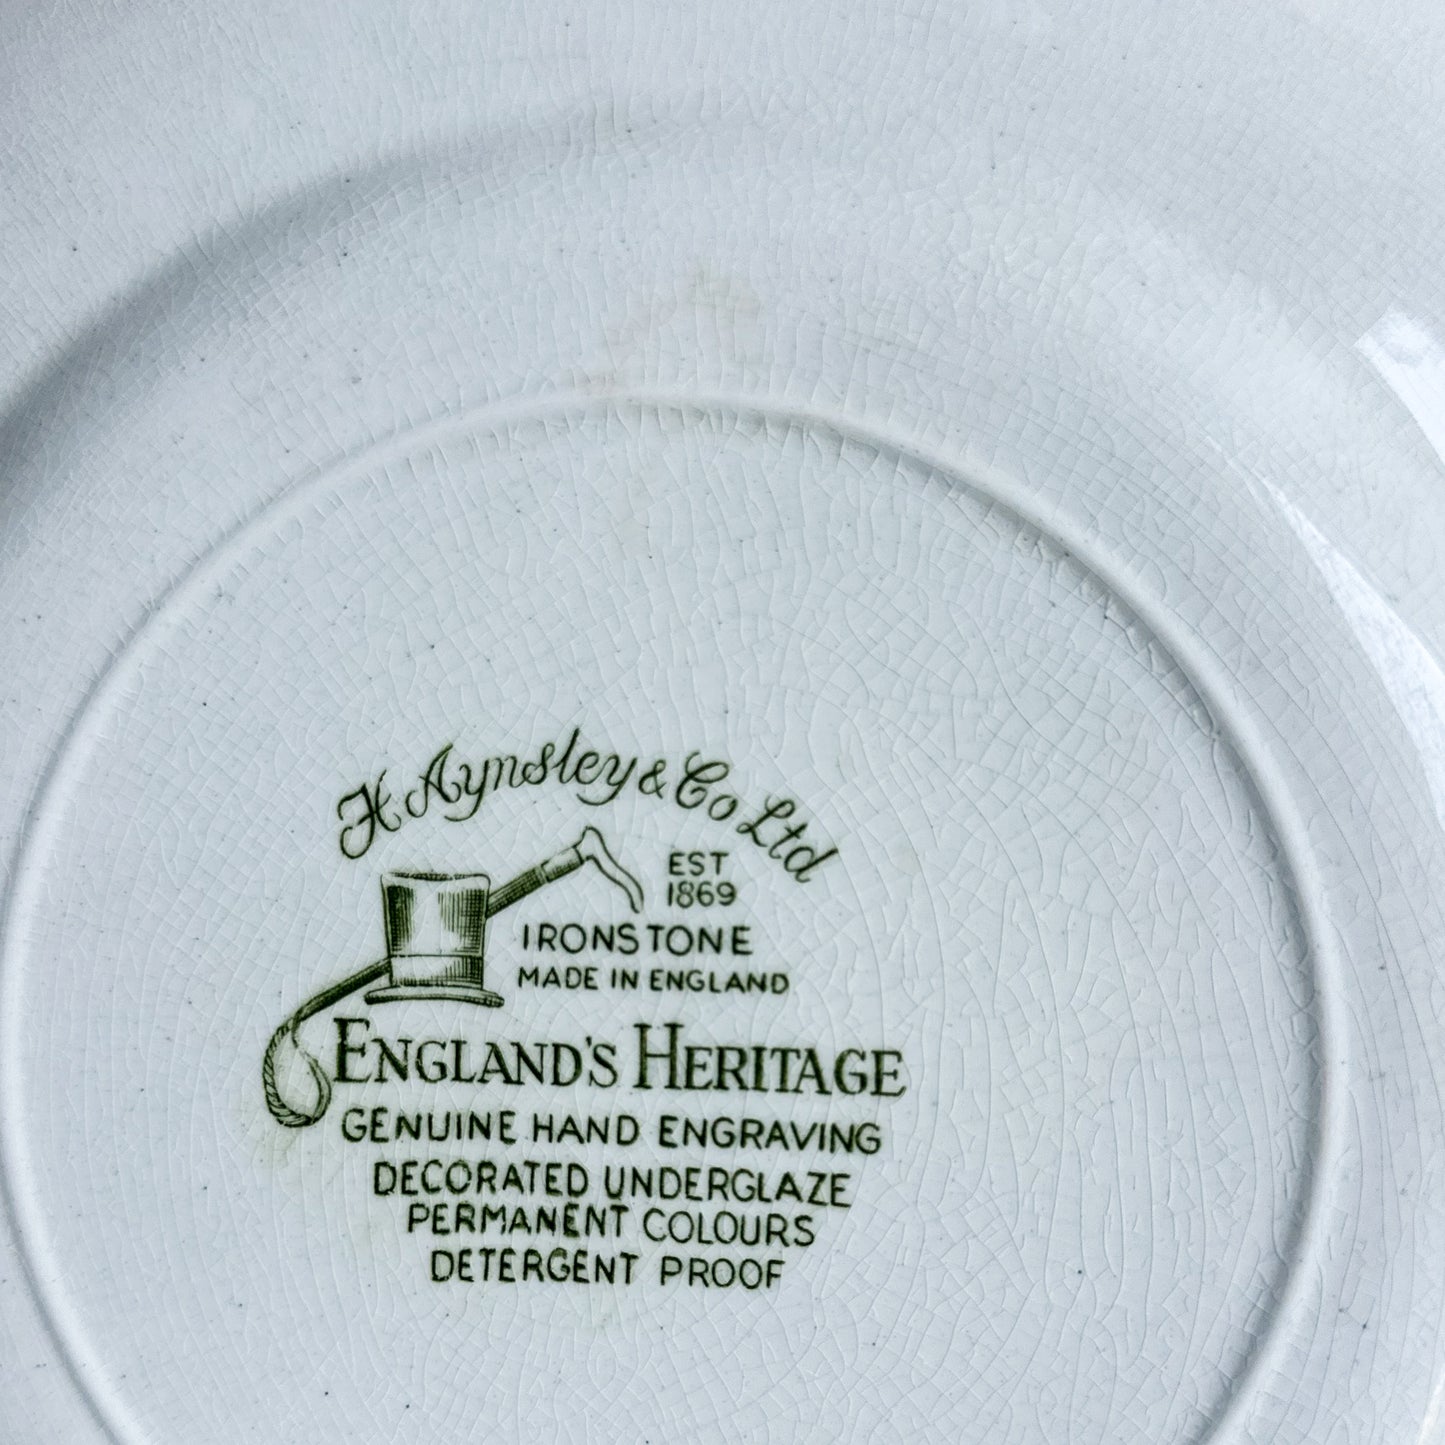 H. Aynsley & Co Ltd
EST
1869
IRONSTONE
MADE IN ENGLAND
ENGLAND'S HERITAGE
GENUINE HAND ENGRAVING
DECORATED UNDERGLAZE
PERMANENT COLOURS
DETERGENT PROOF